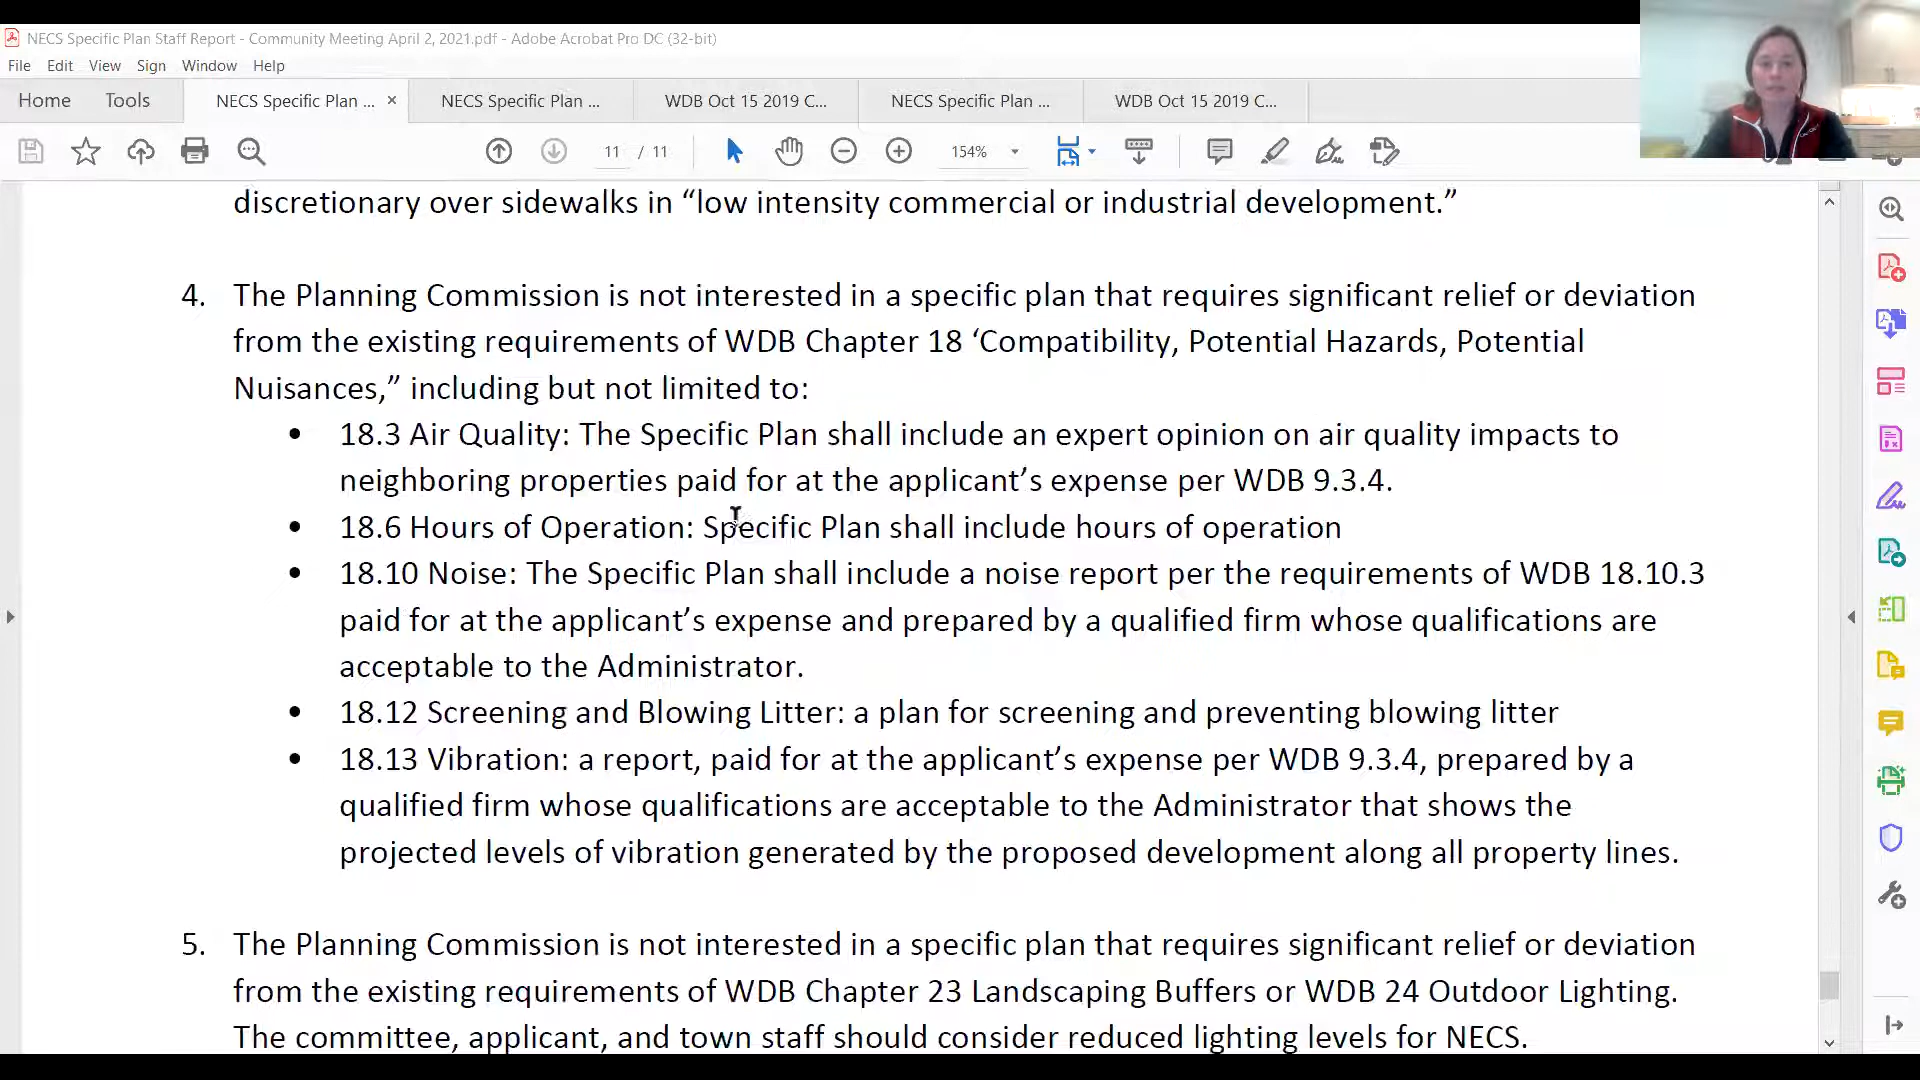 NECS Specific Plan Staff Report - Community Meeting April 2, 2021.pdf - Adobe Acrobat Pro DC (32-bit)
File Edit View Sign Window Help
Home Tools NECS Specific Plan ... × NECS Specific Plan ... WDB Oct 15 2019 C... NECS Specific Plan ... WDB Oct 15 2019 C...
11 / 11 154%
discretionary over sidewalks in “low intensity commercial or industrial development.”
4. The Planning Commission is not interested in a specific plan that requires significant relief or deviation
from the existing requirements of WDB Chapter 18 ‘Compatibility, Potential Hazards, Potential
Nuisances,” including but not limited to:
• 18.3 Air Quality: The Specific Plan shall include an expert opinion on air quality impacts to
neighboring properties paid for at the applicant’s expense per WDB 9.3.4.
• 18.6 Hours of Operation: Specific Plan shall include hours of operation
• 18.10 Noise: The Specific Plan shall include a noise report per the requirements of WDB 18.10.3
paid for at the applicant’s expense and prepared by a qualified firm whose qualifications are
acceptable to the Administrator.
• 18.12 Screening and Blowing Litter: a plan for screening and preventing blowing litter
• 18.13 Vibration: a report, paid for at the applicant’s expense per WDB 9.3.4, prepared by a
qualified firm whose qualifications are acceptable to the Administrator that shows the
projected levels of vibration generated by the proposed development along all property lines.
5. The Planning Commission is not interested in a specific plan that requires significant relief or deviation
from the existing requirements of WDB Chapter 23 Landscaping Buffers or WDB 24 Outdoor Lighting.
The committee, applicant, and town staff should consider reduced lighting levels for NECS.